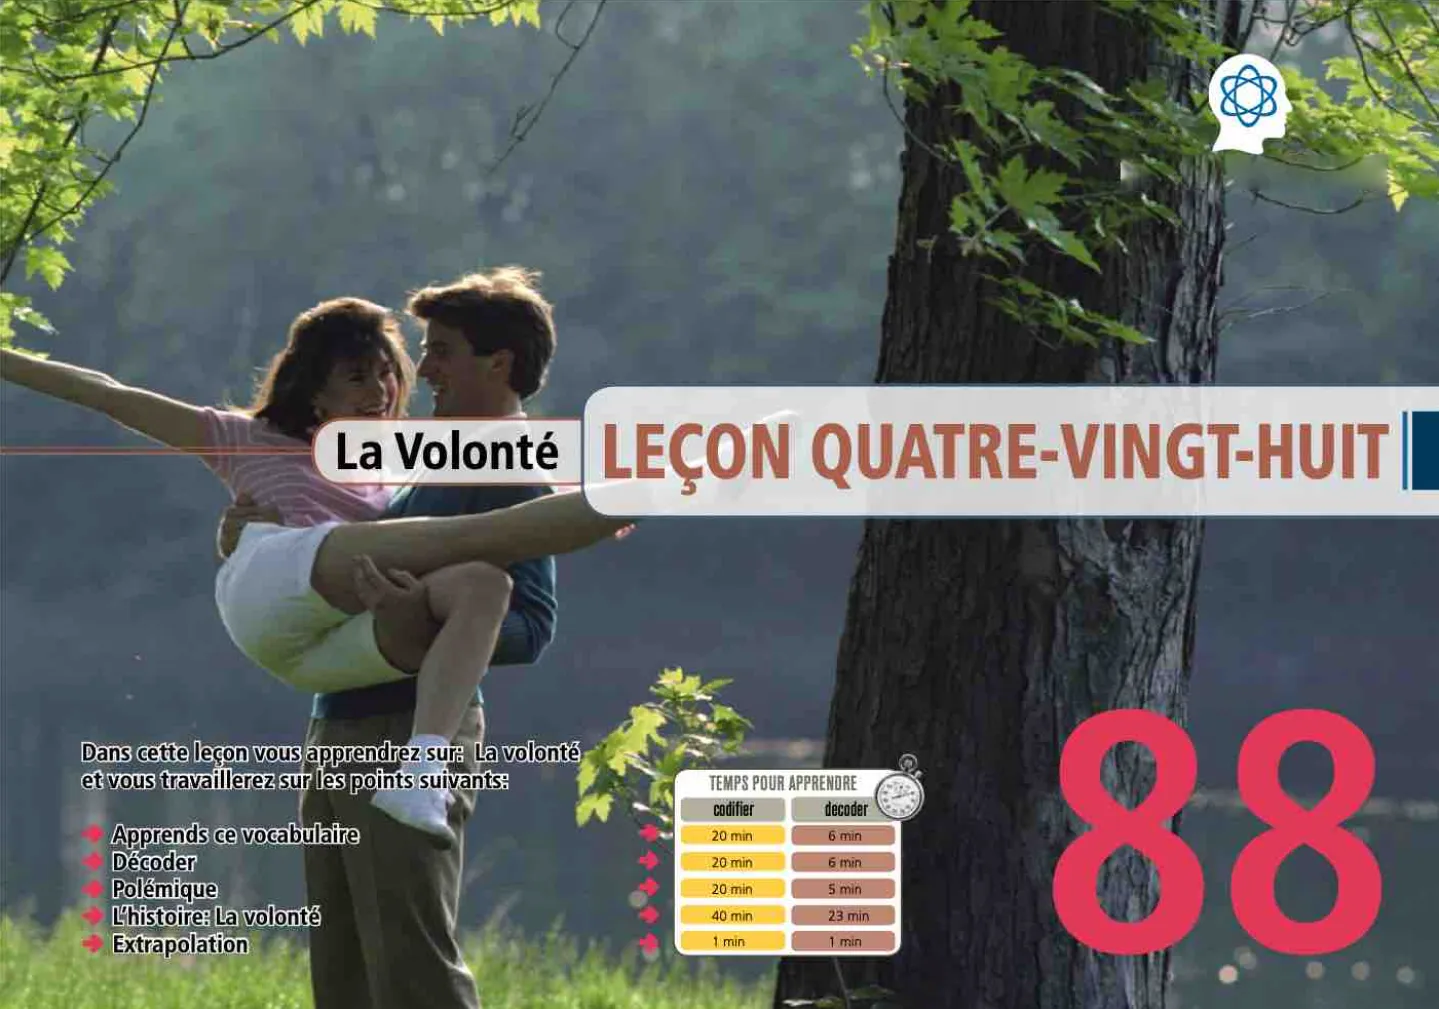 La Volonté
LEÇON QUATRE-VINGT-HUIT
Dans cette leçon vous apprendrez sur: La volonté
et vous travaillerez sur les points suivants:
Apprends ce vocabulaire
Décoder
Polémique
L'histoire: La volonté
Extrapolation
TEMPS POUR APPRENDRE
codifier decoder
20 min 6 min
20 min 6 min
20 min 5 min
40 min 23 min
1 min 1 min
88